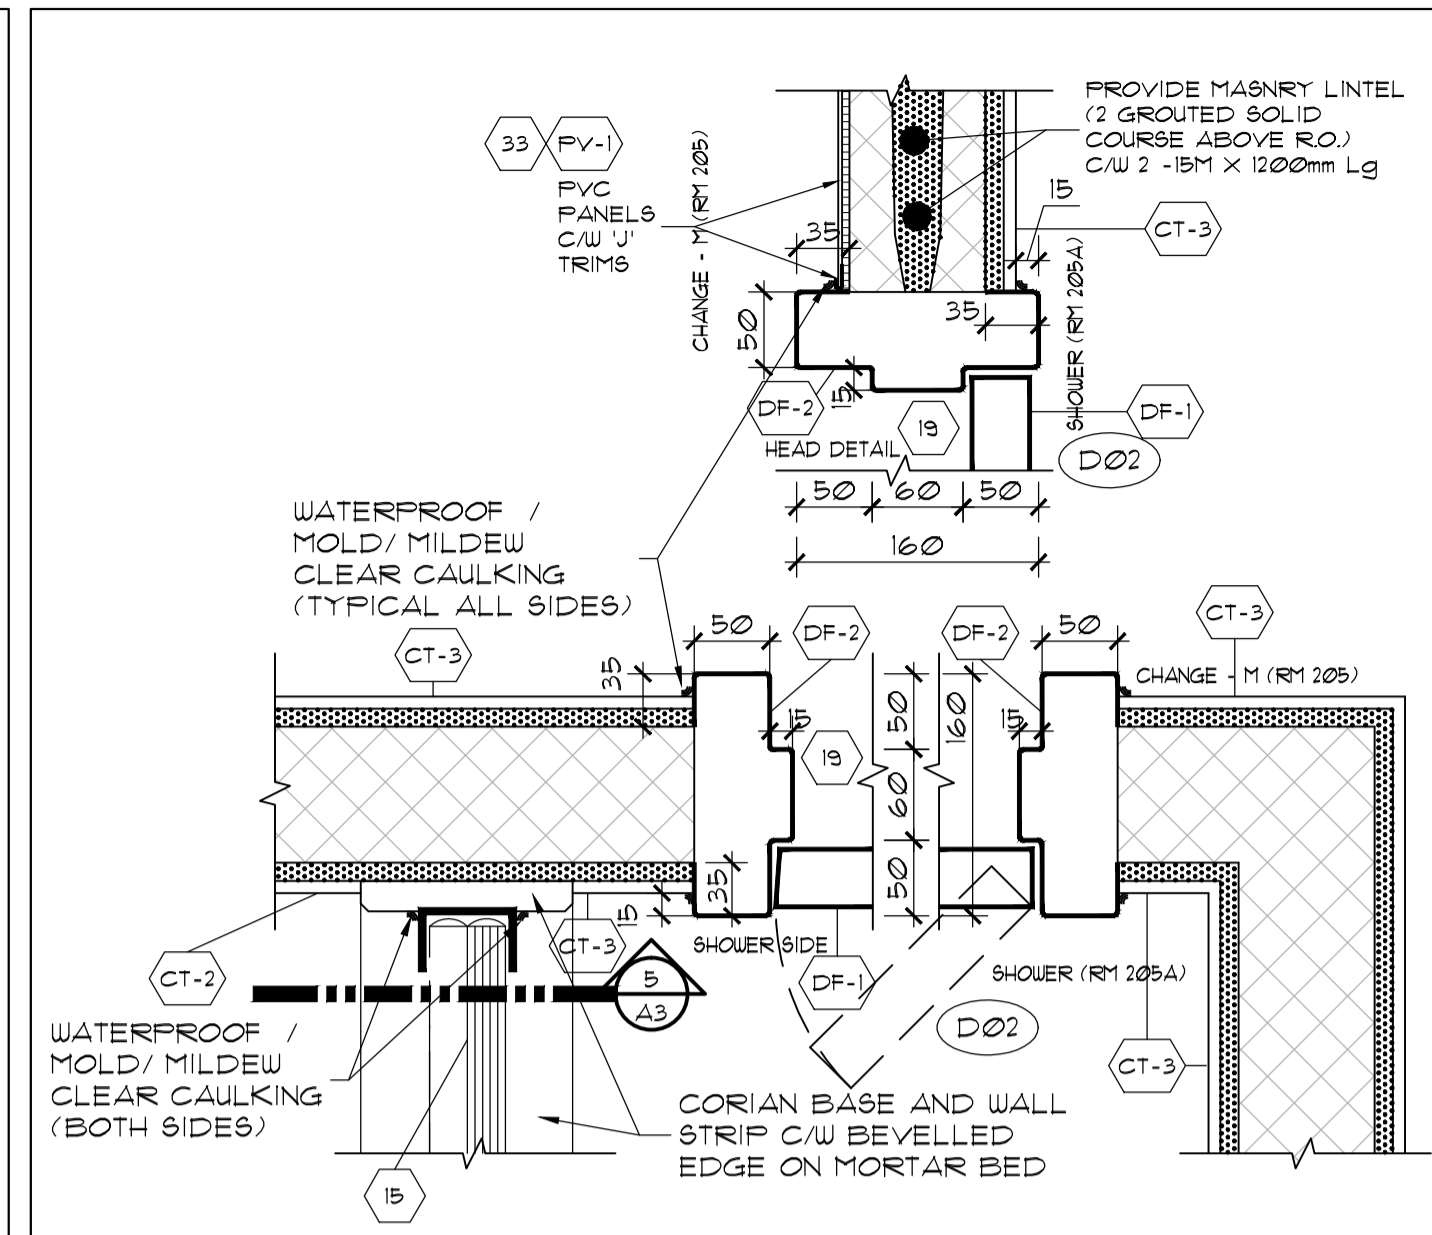 PROVIDE MASNRY LINTEL
(2 GROUTED SOLID
COURSE ABOVE R.O.)
C/W 2 -15M X 1200mm Lg
33
PV-1
PVC
PANELS
C/W 'J'
TRIMS
CHANGE - M (RM 205)
35
15
CT-3
SHOWER (RM 205A)
35
50
15
DF-2
19
DF-1
HEAD DETAIL
DØ2
50
60
50
160
WATERPROOF /
MOLD/ MILDEW
CLEAR CAULKING
(TYPICAL ALL SIDES)
CT-3
35
50
DF-2
DF-2
50
CT-3
CHANGE - M (RM 205)
15
19
50
160
15
60
35
50
15
CT-2
CT-3
SHOWER SIDE
5
A3
DF-1
SHOWER (RM 205A)
DØ2
CT-3
WATERPROOF /
MOLD/ MILDEW
CLEAR CAULKING
(BOTH SIDES)
CORIAN BASE AND WALL
STRIP C/W BEVELLED
EDGE ON MORTAR BED
15